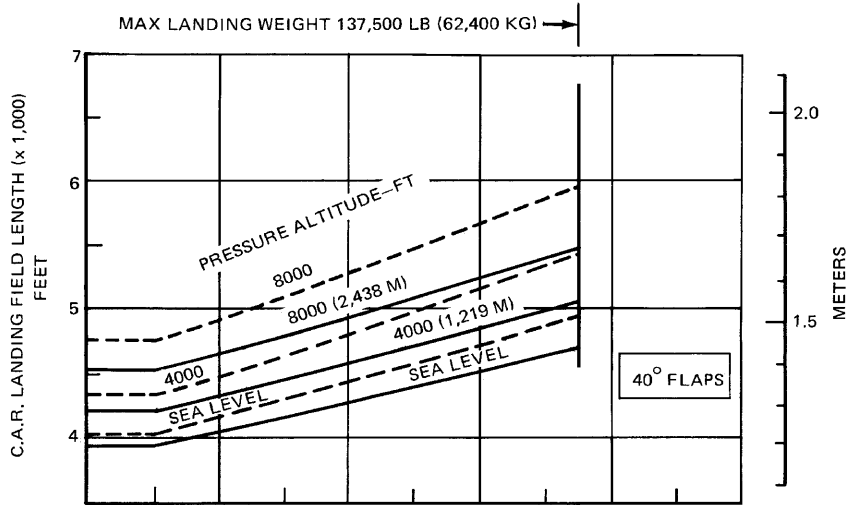 MAX LANDING WEIGHT 137,500 LB (62,400 KG)
7
6
5
4
C.A.R. LANDING FIELD LENGTH (x 1,000)
FEET
PRESSURE ALTITUDE—FT
8000
8000 (2,438 M)
4000
4000 (1,219 M)
SEA LEVEL
SEA LEVEL
40° FLAPS
2.0
1.5
METERS